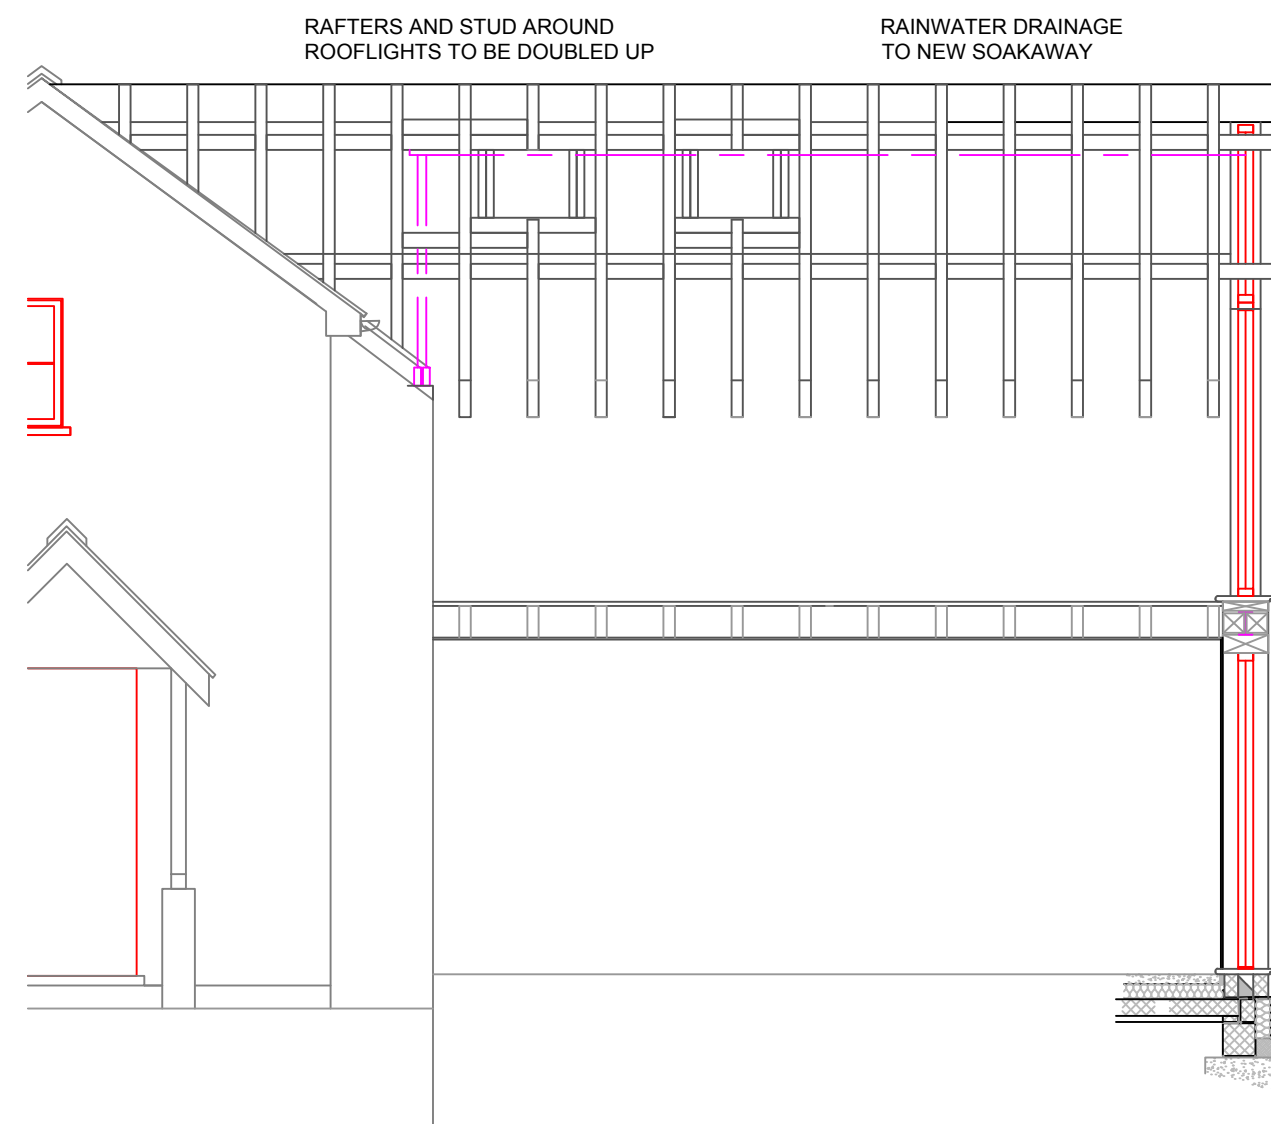 RAFTERS AND STUD AROUND
ROOFLIGHTS TO BE DOUBLED UP
RAINWATER DRAINAGE
TO NEW SOAKAWAY